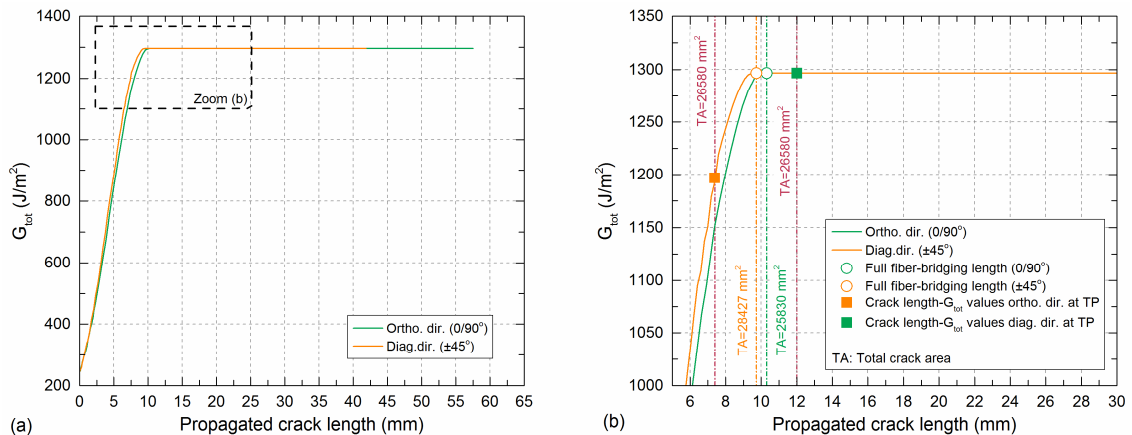 1400
1200
1000
800
600
400
200
G_tot (J/m²)
0 5 10 15 20 25 30 35 40 45 50 55 60 65
Propagated crack length (mm)
(a)
Zoom (b)
Ortho. dir. (0/90°)
Diag.dir. (±45°)
1350
1300
1250
1200
1150
1100
1050
1000
G_tot (J/m²)
6 8 10 12 14 16 18 20 22 24 26 28 30
Propagated crack length (mm)
(b)
TA=26580 mm²
TA=28427 mm²
TA=25830 mm²
TA=26580 mm²
Ortho. dir. (0/90°)
Diag.dir. (±45°)
Full fiber-bridging length (0/90°)
Full fiber-bridging length (±45°)
Crack length-G_tot values ortho. dir. at TP
Crack length-G_tot values diag. dir. at TP
TA: Total crack area